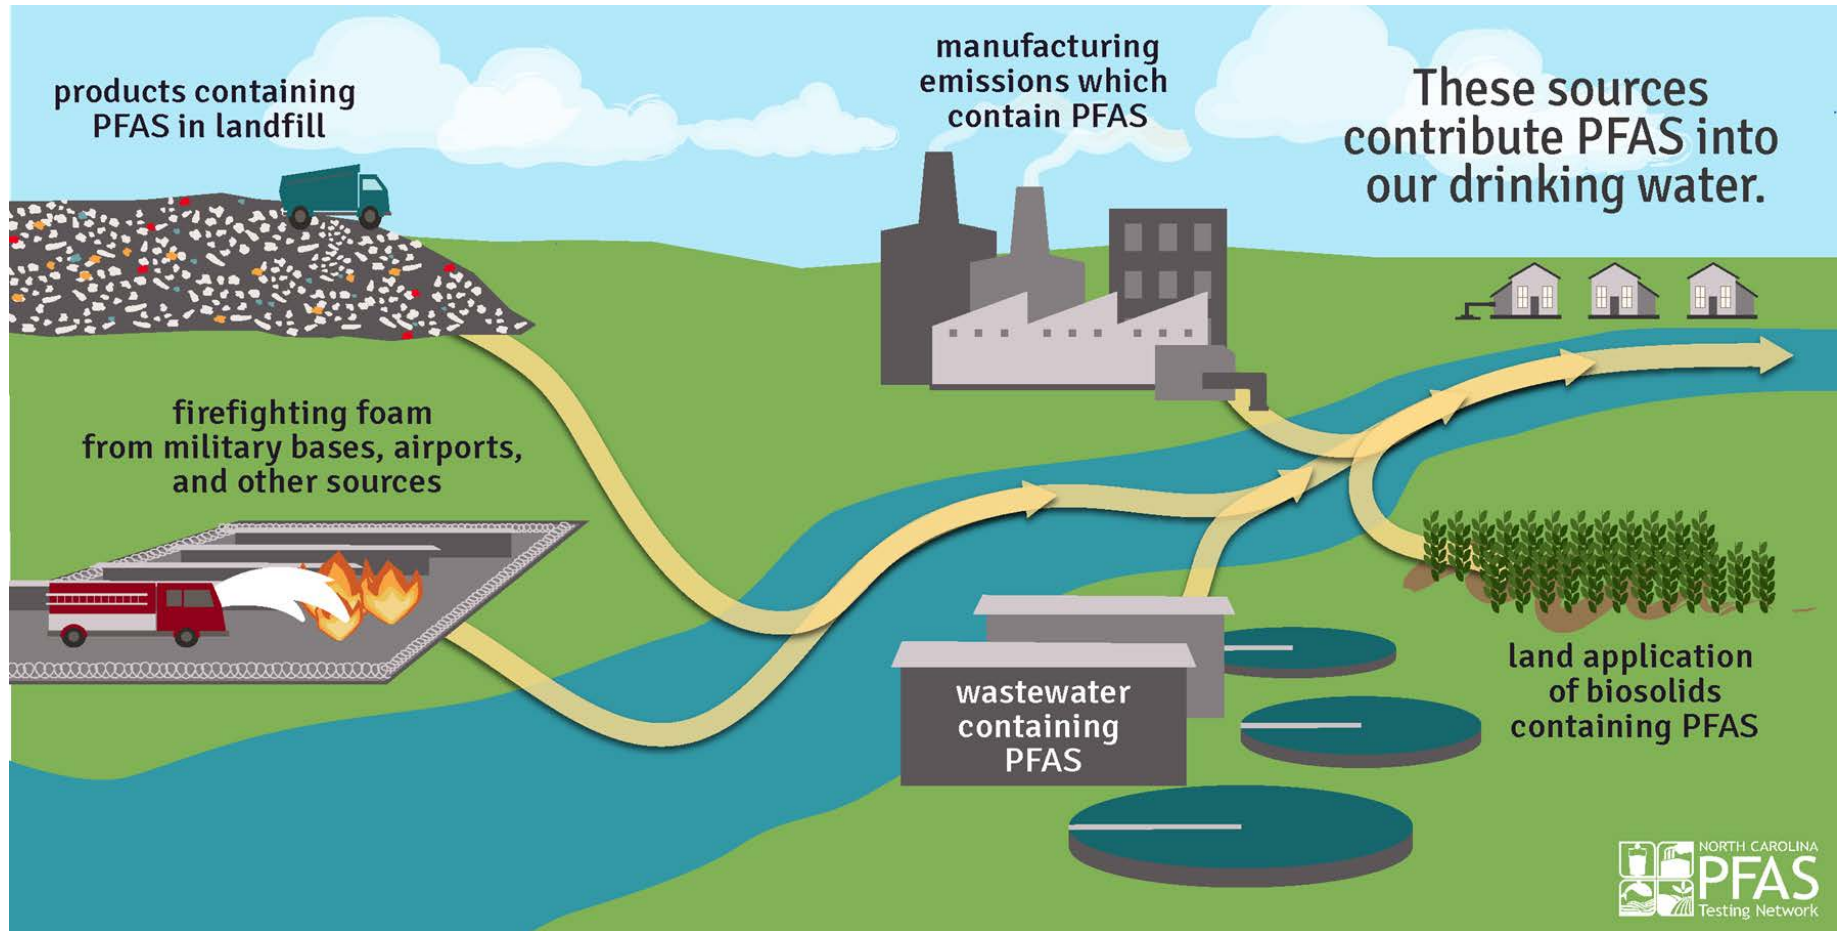 products containing
PFAS in landfill
manufacturing
emissions which
contain PFAS
These sources
contribute PFAS into
our drinking water.
firefighting foam
from military bases, airports,
and other sources
wastewater
containing
PFAS
land application
of biosolids
containing PFAS
NORTH CAROLINA
PFAS
Testing Network